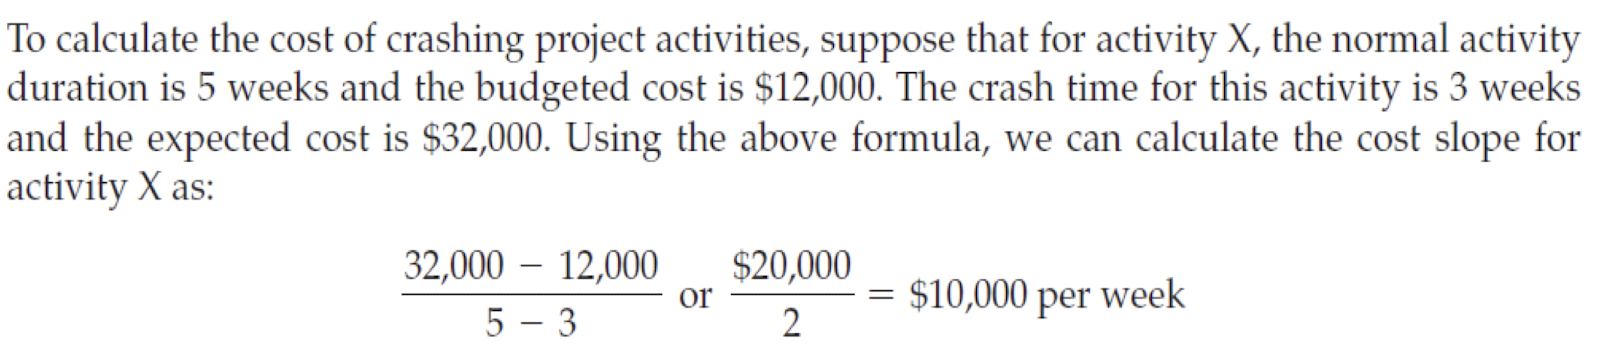 To calculate the cost of crashing project activities, suppose that for activity X, the normal activity
duration is 5 weeks and the budgeted cost is $12,000. The crash time for this activity is 3 weeks
and the expected cost is $32,000. Using the above formula, we can calculate the cost slope for
activity X as:
32,000 – 12,000 or $20,000 = $10,000 per week
5 – 3 2